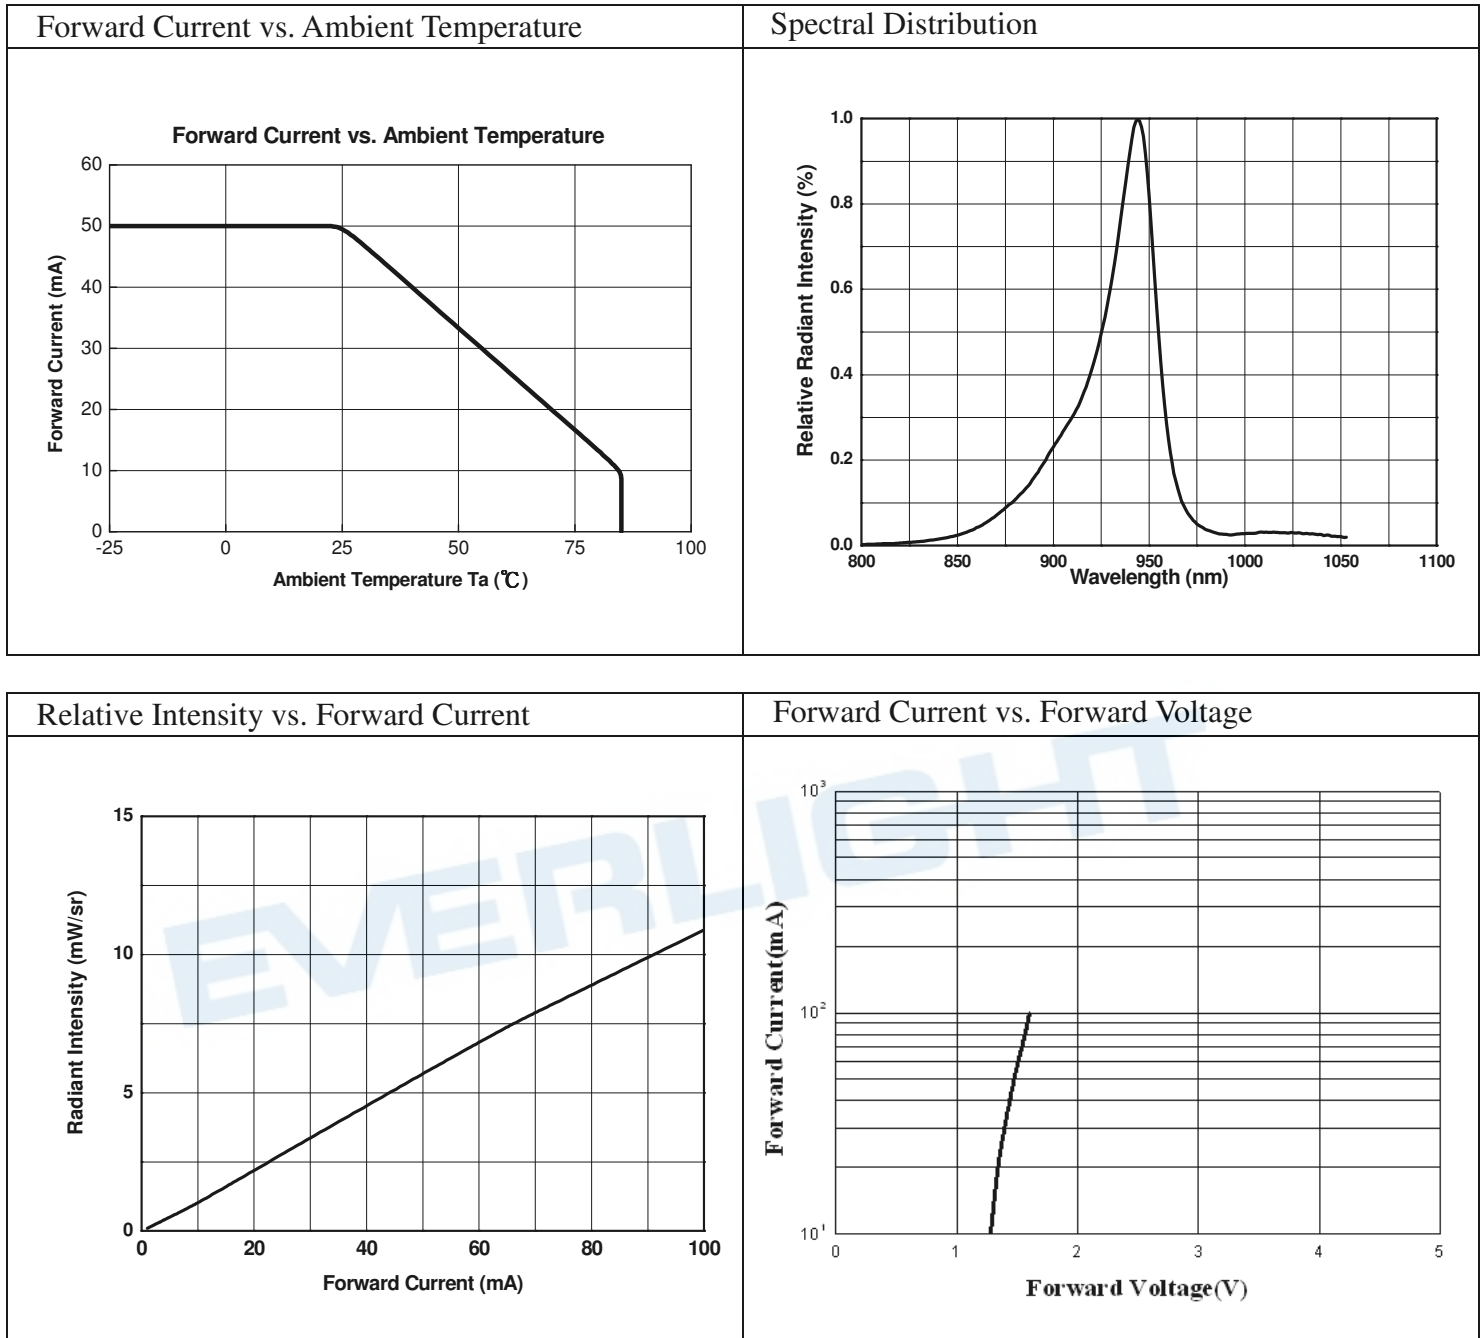 Forward Current vs. Ambient Temperature
Spectral Distribution
Forward Current vs. Ambient Temperature
60
50
40
30
20
10
0
-25 0 25 50 75 100
Forward Current (mA)
Ambient Temperature Ta (℃)
1.0
0.8
0.6
0.4
0.2
0.0
800 850 900 950 1000 1050 1100
Relative Radiant Intensity (%)
Wavelength (nm)
Relative Intensity vs. Forward Current
Forward Current vs. Forward Voltage
EVERLIGHT
15
10
5
0
0 20 40 60 80 100
Radiant Intensity (mW/sr)
Forward Current (mA)
10³
10²
10¹
0 1 2 3 4 5
Forward Current(mA)
Forward Voltage(V)